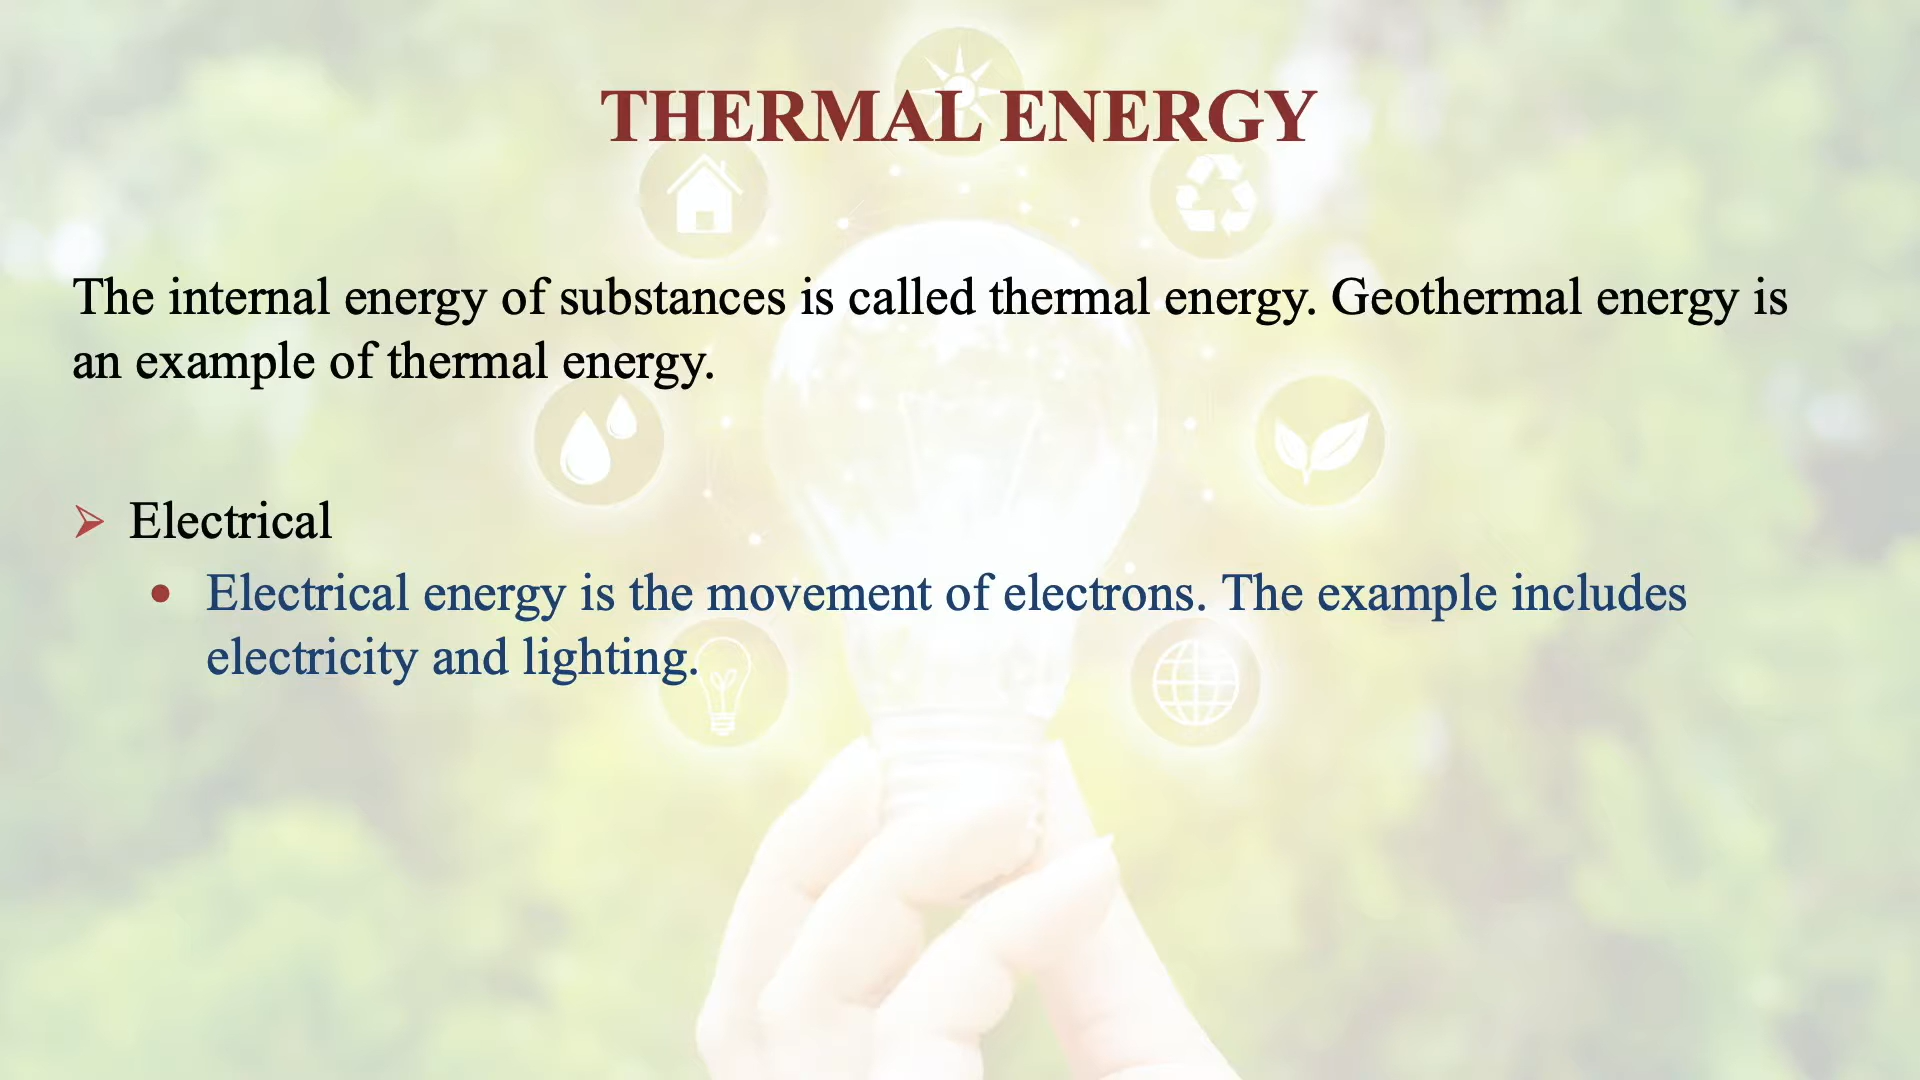 THERMAL ENERGY
The internal energy of substances is called thermal energy. Geothermal energy is
an example of thermal energy.
➢ Electrical
• Electrical energy is the movement of electrons. The example includes
electricity and lighting.